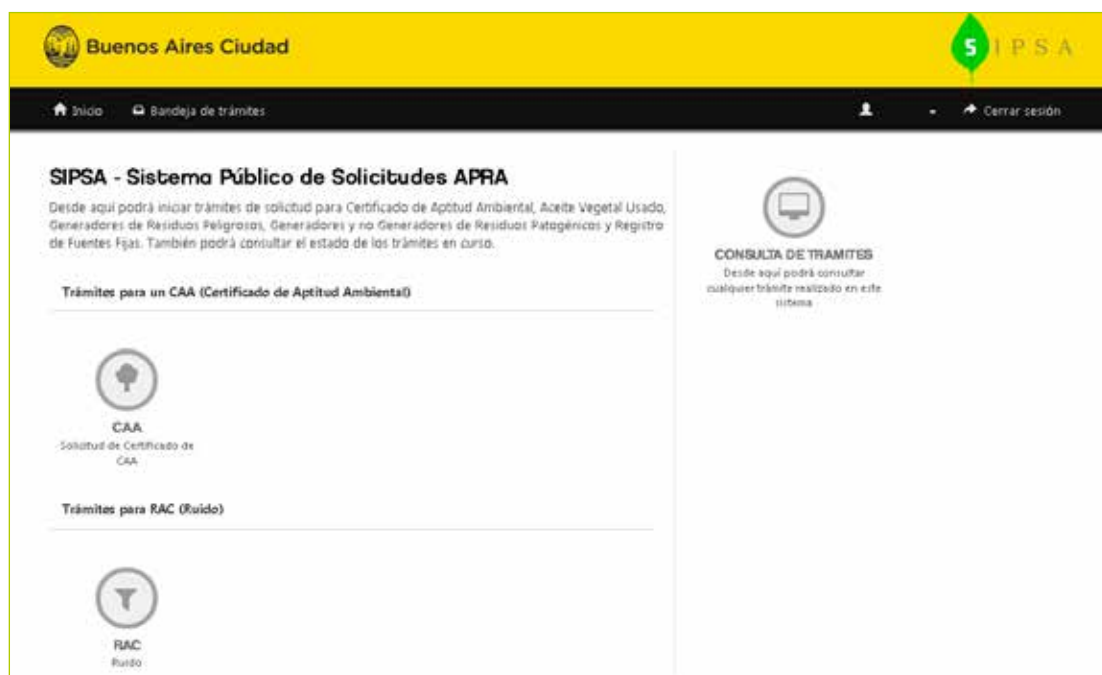 Buenos Aires Ciudad
S I P S A
Inicio
Bandeja de trámites
Cerrar sesión
SIPSA - Sistema Público de Solicitudes APRA
Desde aquí podrá iniciar trámites de solicitud para Certificado de Aptitud Ambiental, Aceite Vegetal Usado,
Generadores de Residuos Peligrosos, Generadores y no Generadores de Residuos Patogénicos y Registro
de Fuentes Fijas. También podrá consultar el estado de los trámites en curso.
Trámites para un CAA (Certificado de Aptitud Ambiental)
CAA
Solicitud de Certificado de
CAA
Trámites para RAC (Ruido)
RAC
Ruido
CONSULTA DE TRAMITES
Desde aquí podrá consultar
cualquier trámite realizado en este
sistema